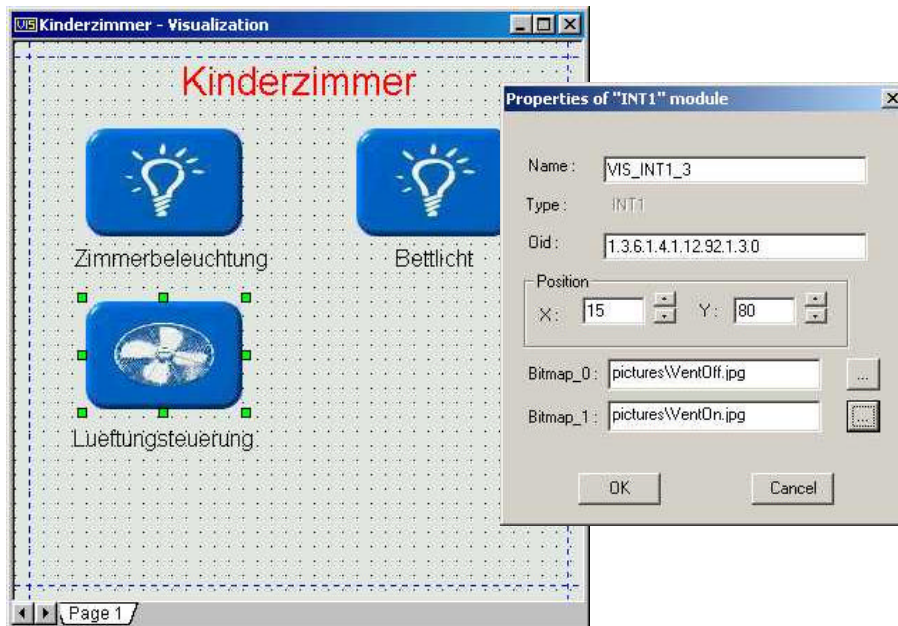 VIS Kinderzimmer - Visualization
Kinderzimmer
Zimmerbeleuchtung
Bettlicht
Lueftungsteuerung
Page 1
Properties of "INT1" module
Name : VIS_INT1_3
Type : INT1
Oid : 1.3.6.1.4.1.12.92.1.3.0
Position
X : 15 Y : 80
Bitmap_0 : pictures\VentOff.jpg ...
Bitmap_1 : pictures\VentOn.jpg ...
OK Cancel